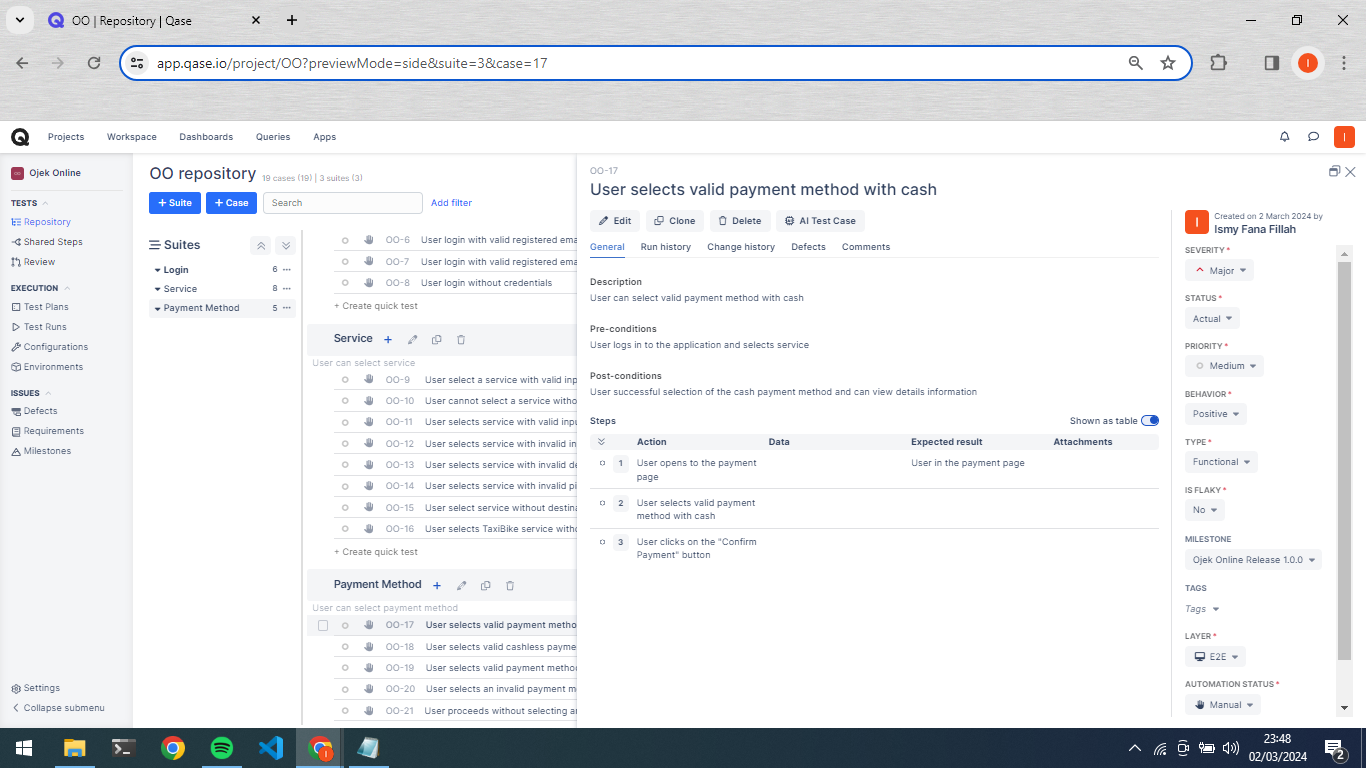 OO | Repository | Qase
app.qase.io/project/OO?previewMode=side&suite=3&case=17
Projects Workspace Dashboards Queries Apps
Ojek Online
TESTS
Repository
Shared Steps
Review
EXECUTION
Test Plans
Test Runs
Configurations
Environments
ISSUES
Defects
Requirements
Milestones
Settings
Collapse submenu
OO repository 19 cases (19) | 3 suites (3)
+ Suite + Case Search Add filter
Suites
Login 6
Service 8
Payment Method 5
OO-6 User login with valid registered ema
OO-7 User login with valid registered ema
OO-8 User login without credentials
+ Create quick test
Service
User can select service
OO-9 User select a service with valid inp
OO-10 User cannot select a service witho
OO-11 User selects service with valid inpu
OO-12 User selects service with invalid in
OO-13 User selects service with invalid de
OO-14 User selects service with invalid pi
OO-15 User select service without destina
OO-16 User selects TaxiBike service witho
+ Create quick test
Payment Method
User can select payment method
OO-17 User selects valid payment metho
OO-18 User selects valid cashless payme
OO-19 User selects valid payment method
OO-20 User selects an invalid payment m
OO-21 User proceeds without selecting a
OO-17
User selects valid payment method with cash
Edit Clone Delete AI Test Case
General Run history Change history Defects Comments
Description
User can select valid payment method with cash
Pre-conditions
User logs in to the application and selects service
Post-conditions
User successful selection of the cash payment method and can view details information
Steps Shown as table
Action Data Expected result Attachments
1 User opens to the payment User in the payment page
page
2 User selects valid payment
method with cash
3 User clicks on the "Confirm
Payment" button
I Created on 2 March 2024 by
Ismy Fana Fillah
SEVERITY *
Major
STATUS *
Actual
PRIORITY *
Medium
BEHAVIOR *
Positive
TYPE *
Functional
IS FLAKY *
No
MILESTONE
Ojek Online Release 1.0.0
TAGS
Tags
LAYER *
E2E
AUTOMATION STATUS *
Manual
23:48
02/03/2024
2